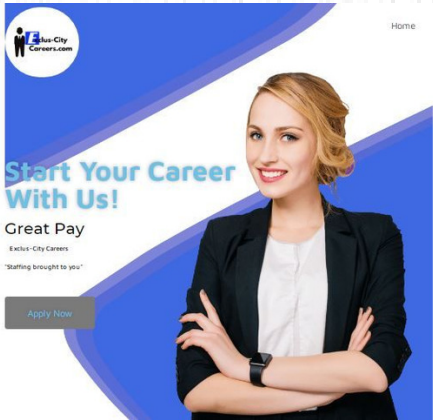 Exclus-City
Careers.com
Home
Start Your Career
With Us!
Great Pay
Exclus-City Careers
"Staffing brought to you"
Apply Now